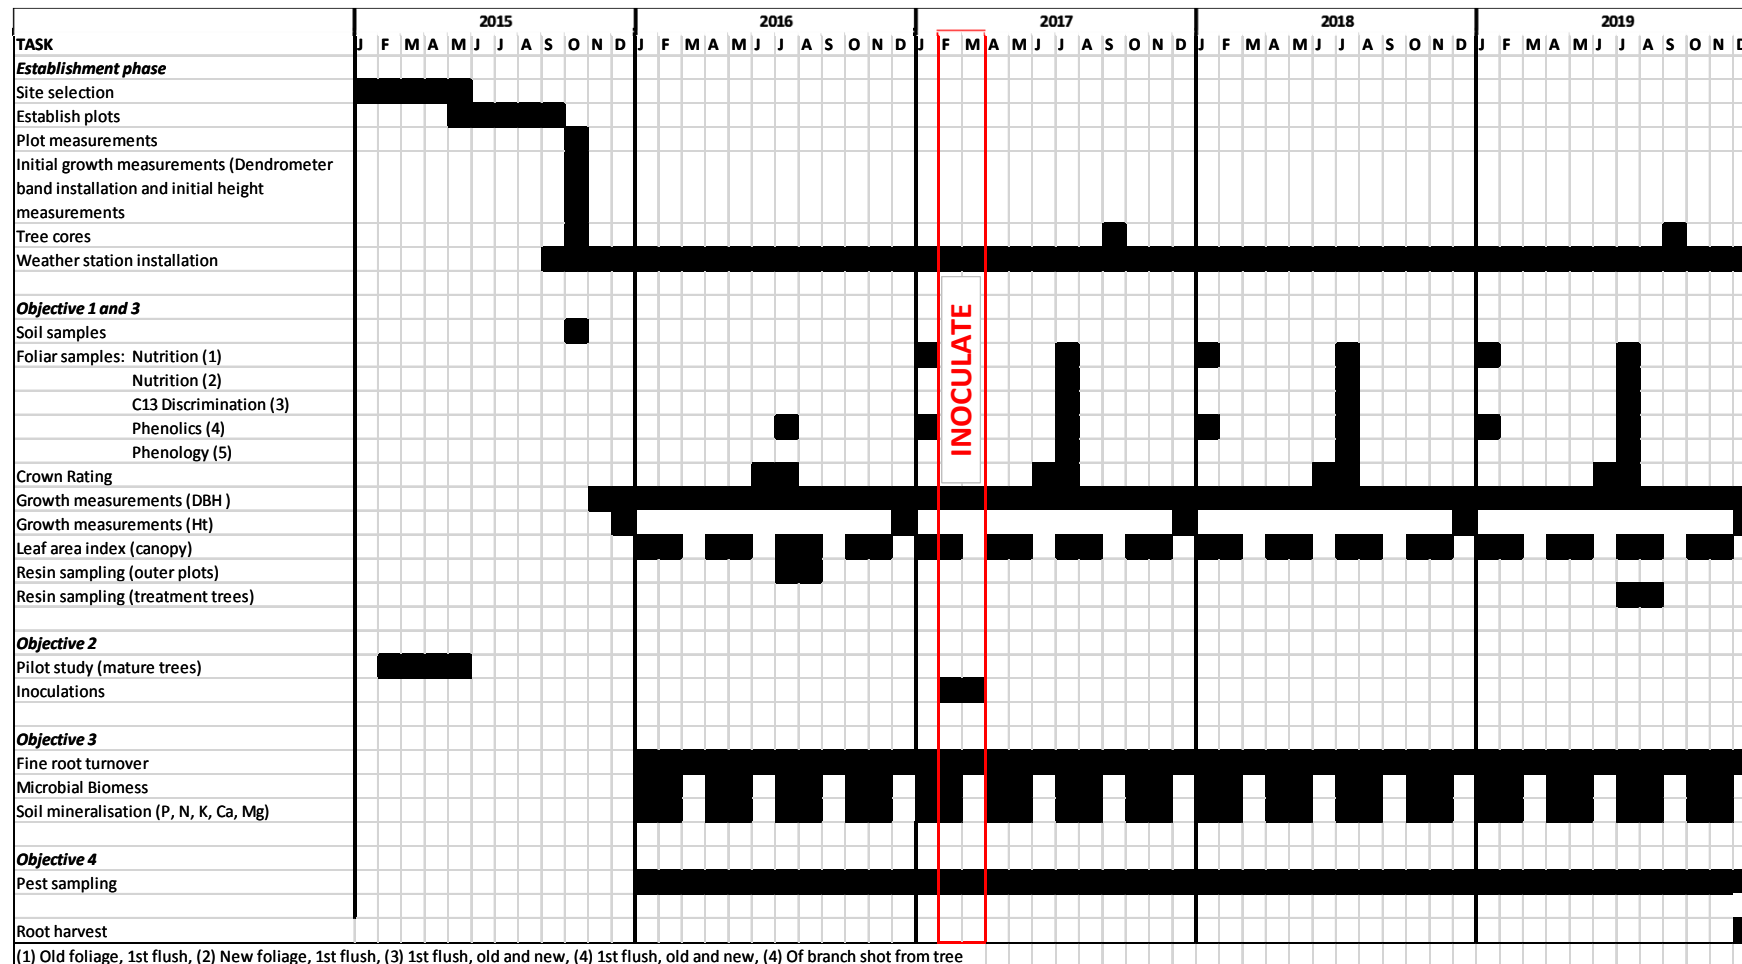 2015 2016 2017 2018 2019
TASK J F M A M J J A S O N D J F M A M J J A S O N D J F M A M J J A S O N D J F M A M J J A S O N D J F M A M J J A S O N D
Establishment phase
Site selection
Establish plots
Plot measurements
Initial growth measurements (Dendrometer
band installation and initial height
measurements
Tree cores
Weather station installation
Objective 1 and 3
Soil samples
Foliar samples: Nutrition (1)
Nutrition (2)
C13 Discrimination (3)
Phenolics (4)
Phenology (5)
Crown Rating
Growth measurements (DBH )
Growth measurements (Ht)
Leaf area index (canopy)
Resin sampling (outer plots)
Resin sampling (treatment trees)
INOCULATE
Objective 2
Pilot study (mature trees)
Inoculations
Objective 3
Fine root turnover
Microbial Biomess
Soil mineralisation (P, N, K, Ca, Mg)
Objective 4
Pest sampling
Root harvest
(1) Old foliage, 1st flush, (2) New foliage, 1st flush, (3) 1st flush, old and new, (4) 1st flush, old and new, (4) Of branch shot from tree